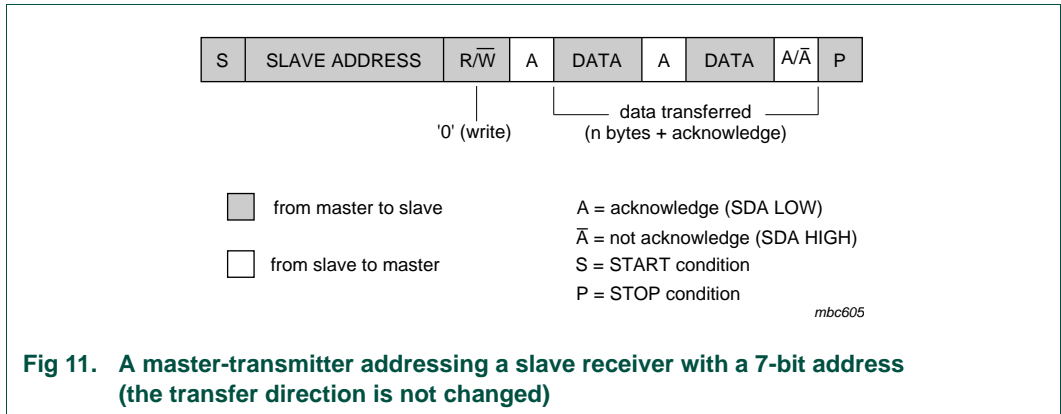 S SLAVE ADDRESS R/W̅ A DATA A DATA A/A̅ P
'0' (write)
data transferred
(n bytes + acknowledge)
from master to slave
from slave to master
A = acknowledge (SDA LOW)
A̅ = not acknowledge (SDA HIGH)
S = START condition
P = STOP condition
mbc605
Fig 11. A master-transmitter addressing a slave receiver with a 7-bit address
(the transfer direction is not changed)